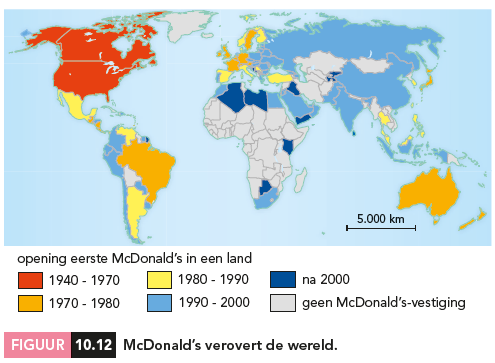 5.000 km
opening eerste McDonald's in een land
1940 - 1970
1980 - 1990
na 2000
1970 - 1980
1990 - 2000
geen McDonald's-vestiging
FIGUUR 10.12 McDonald's verovert de wereld.